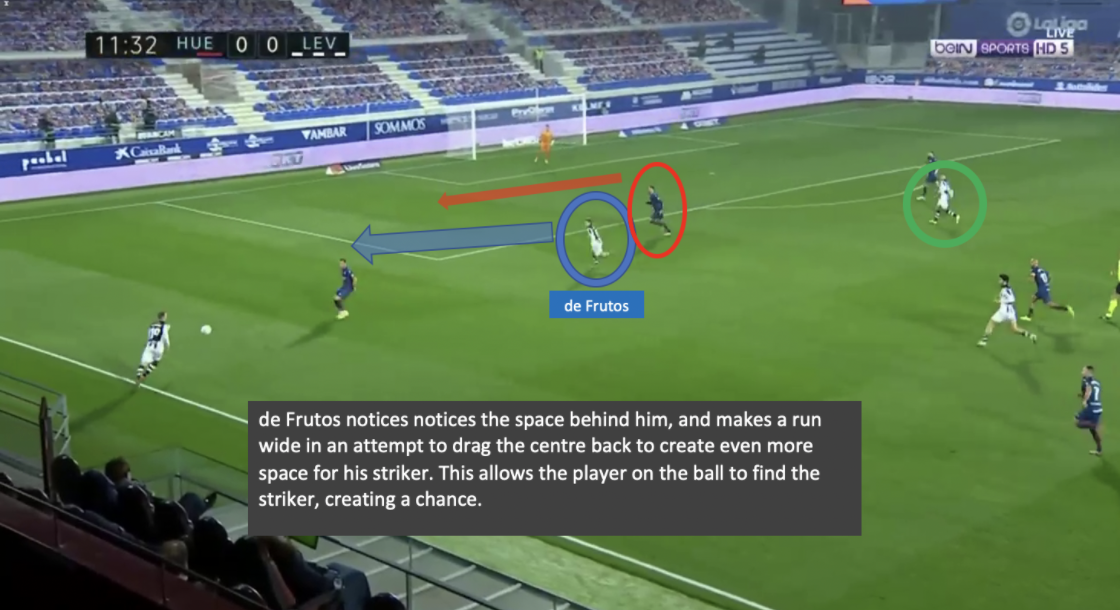 11:32 HUE 0 0 LEV
LaLiga
LIVE
beIN SPORTS HD 5
AMBAR
SOMMOS
CaixaBank
BKT
de Frutos
de Frutos notices notices the space behind him, and makes a run
wide in an attempt to drag the centre back to create even more
space for his striker. This allows the player on the ball to find the
striker, creating a chance.